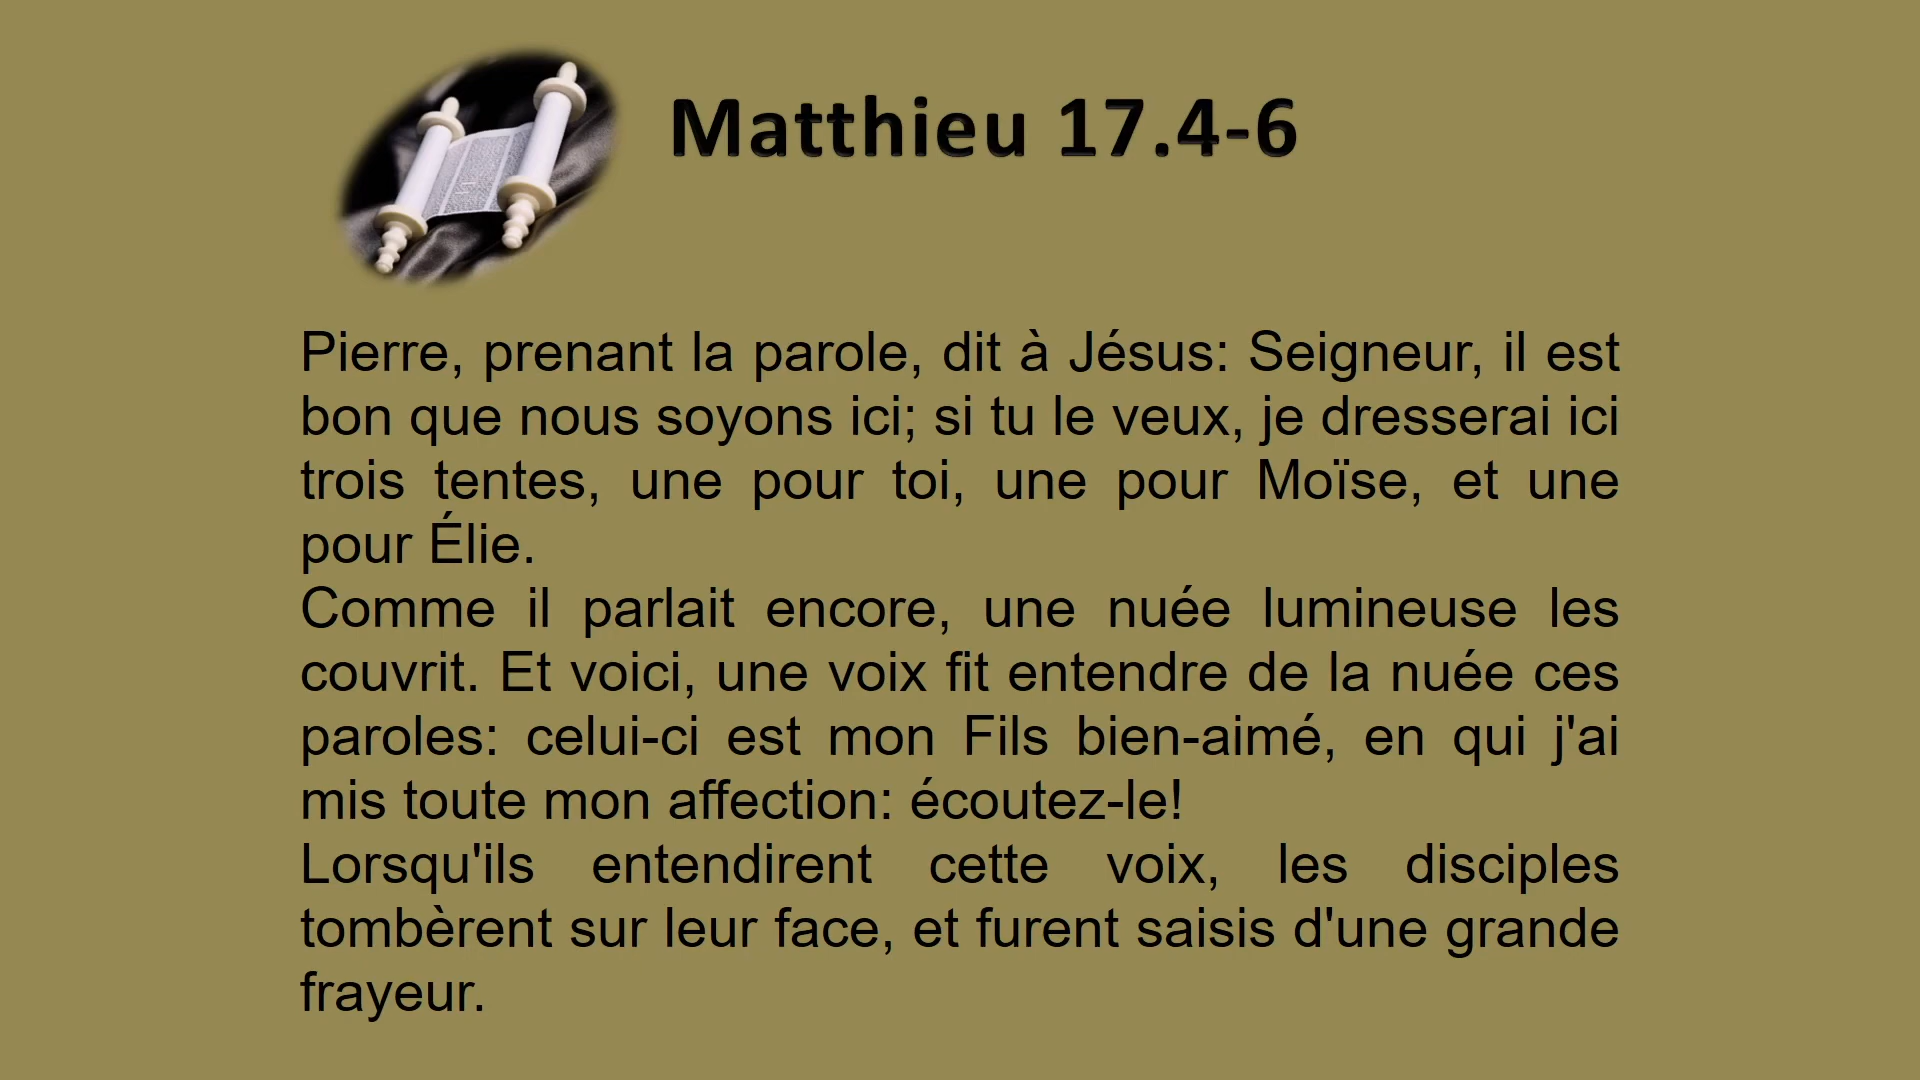 Matthieu 17.4-6
Pierre, prenant la parole, dit à Jésus: Seigneur, il est
bon que nous soyons ici; si tu le veux, je dresserai ici
trois tentes, une pour toi, une pour Moïse, et une
pour Élie.
Comme il parlait encore, une nuée lumineuse les
couvrit. Et voici, une voix fit entendre de la nuée ces
paroles: celui-ci est mon Fils bien-aimé, en qui j'ai
mis toute mon affection: écoutez-le!
Lorsqu'ils entendirent cette voix, les disciples
tombèrent sur leur face, et furent saisis d'une grande
frayeur.